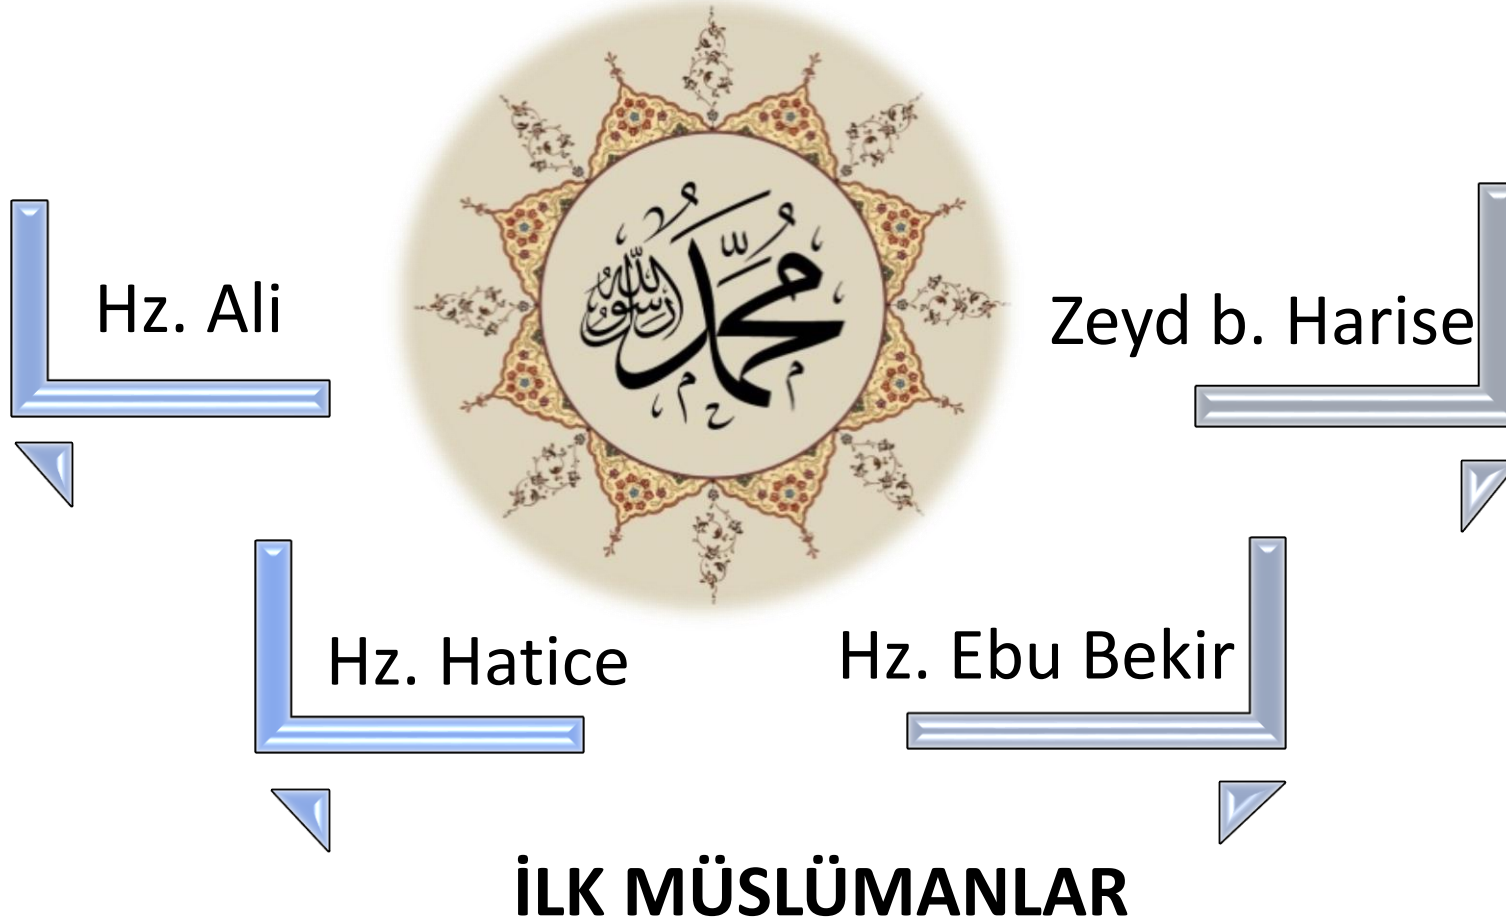 محمد رسول الله
Hz. Ali
Zeyd b. Harise
Hz. Hatice
Hz. Ebu Bekir
İLK MÜSLÜMANLAR